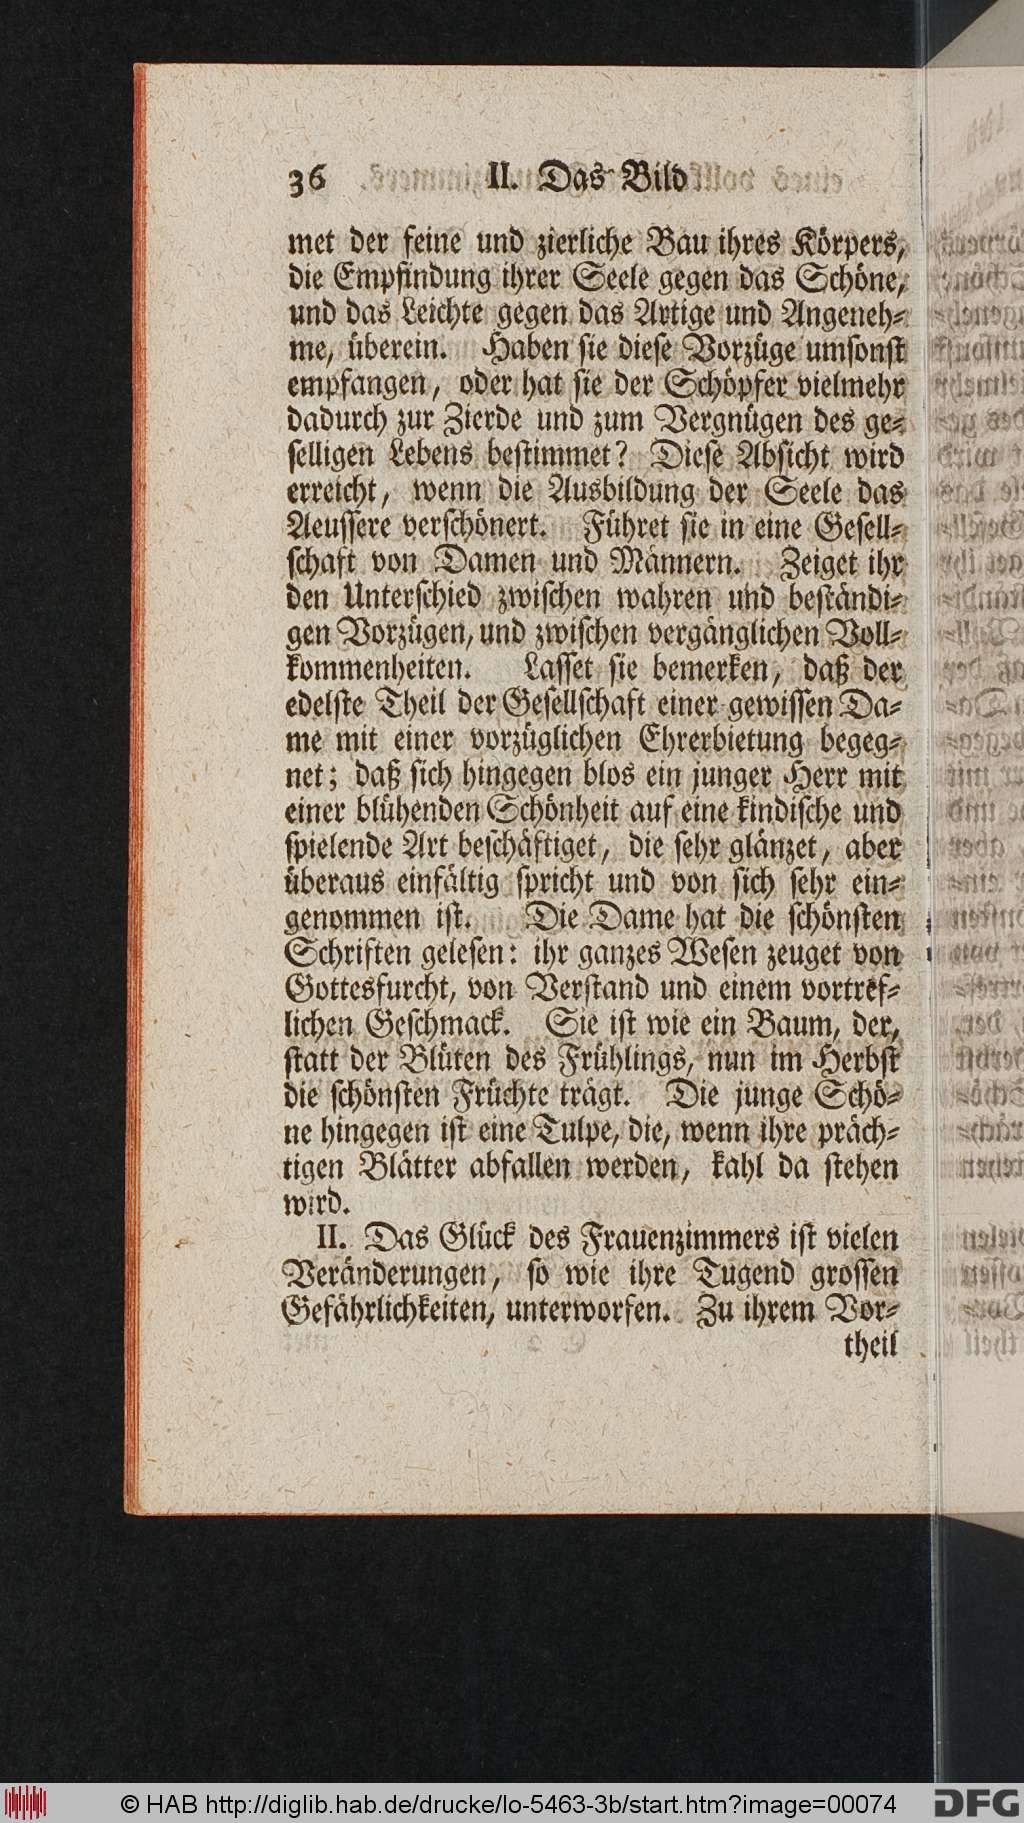 36 II. Das Bild
met der feine und zierliche Bau ihres Körpers,
die Empfindung ihrer Seele gegen das Schöne,
und das Leichte gegen das Artige und Angeneh-
me, überein. Haben sie diese Vorzüge umsonst
empfangen, oder hat sie der Schöpfer vielmehr
dadurch zur Zierde und zum Vergnügen des ge-
selligen Lebens bestimmet? Diese Absicht wird
erreicht, wenn die Ausbildung der Seele das
Aeussere verschönert. Führet sie in eine Gesell-
schaft von Damen und Männern. Zeiget ihr
den Unterschied zwischen wahren und beständi-
gen Vorzügen, und zwischen vergänglichen Voll-
kommenheiten. Lasset sie bemerken, daß der
edelste Theil der Gesellschaft einer gewissen Da-
me mit einer vorzüglichen Ehrerbietung begeg-
net; daß sich hingegen blos ein junger Herr mit
einer blühenden Schönheit auf eine kindische und
spielende Art beschäftiget, die sehr glänzet, aber
überaus einfältig spricht und von sich sehr ein-
genommen ist. Die Dame hat die schönsten
Schriften gelesen: ihr ganzes Wesen zeuget von
Gottesfurcht, von Verstand und einem vortref-
lichen Geschmack. Sie ist wie ein Baum, der,
statt der Blüten des Frühlings, nun im Herbst
die schönsten Früchte trägt. Die junge Schö-
ne hingegen ist eine Tulpe, die, wenn ihre präch-
tigen Blätter abfallen werden, kahl da stehen
wird.
II. Das Glück des Frauenzimmers ist vielen
Veränderungen, so wie ihre Tugend grossen
Gefährlichkeiten, unterworfen. Zu ihrem Vor-
theil
© HAB http://diglib.hab.de/drucke/lo-5463-3b/start.htm?image=00074
DFG